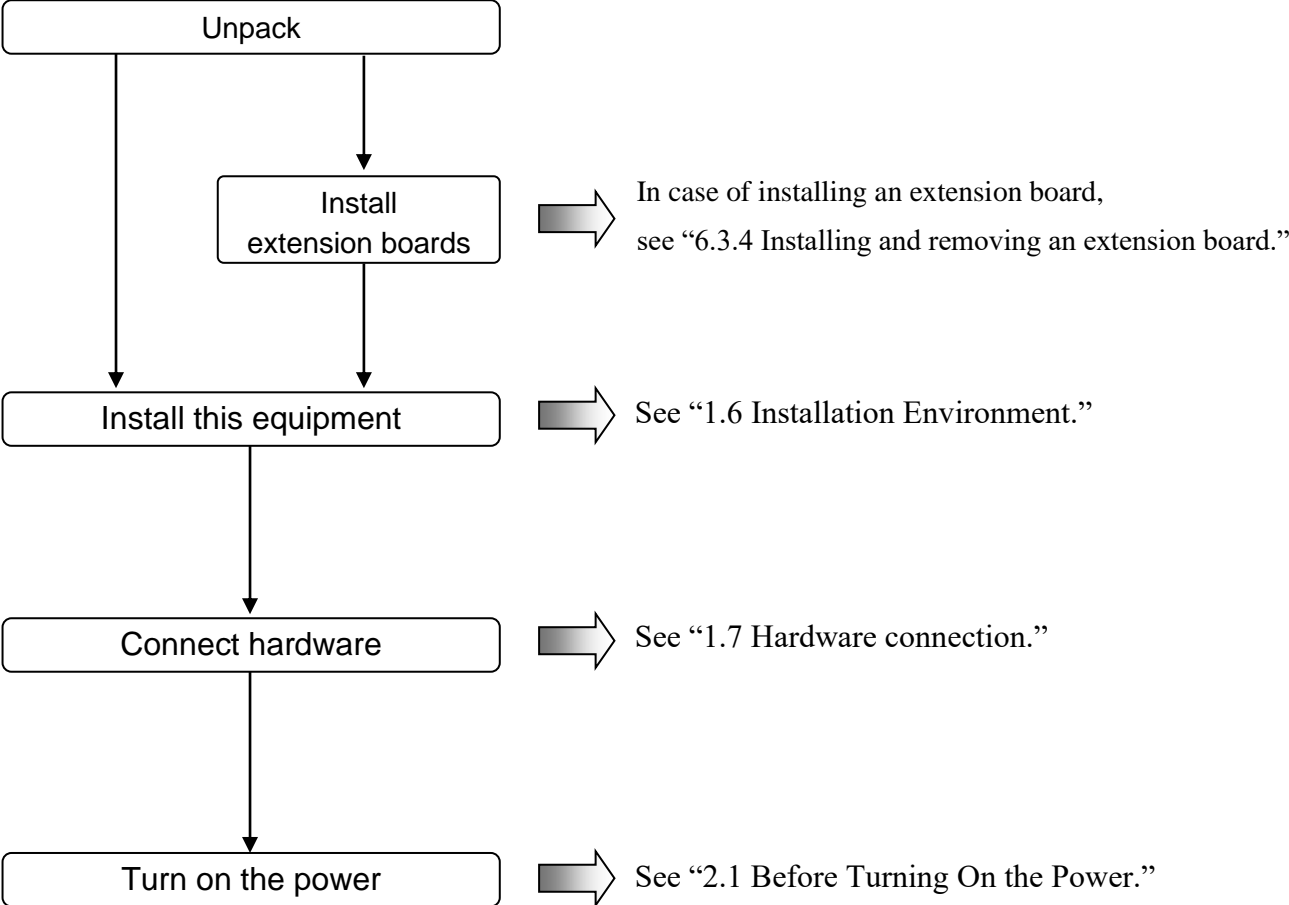 Unpack
Install
extension boards
In case of installing an extension board,
see “6.3.4 Installing and removing an extension board.”
Install this equipment
See “1.6 Installation Environment.”
Connect hardware
See “1.7 Hardware connection.”
Turn on the power
See “2.1 Before Turning On the Power.”